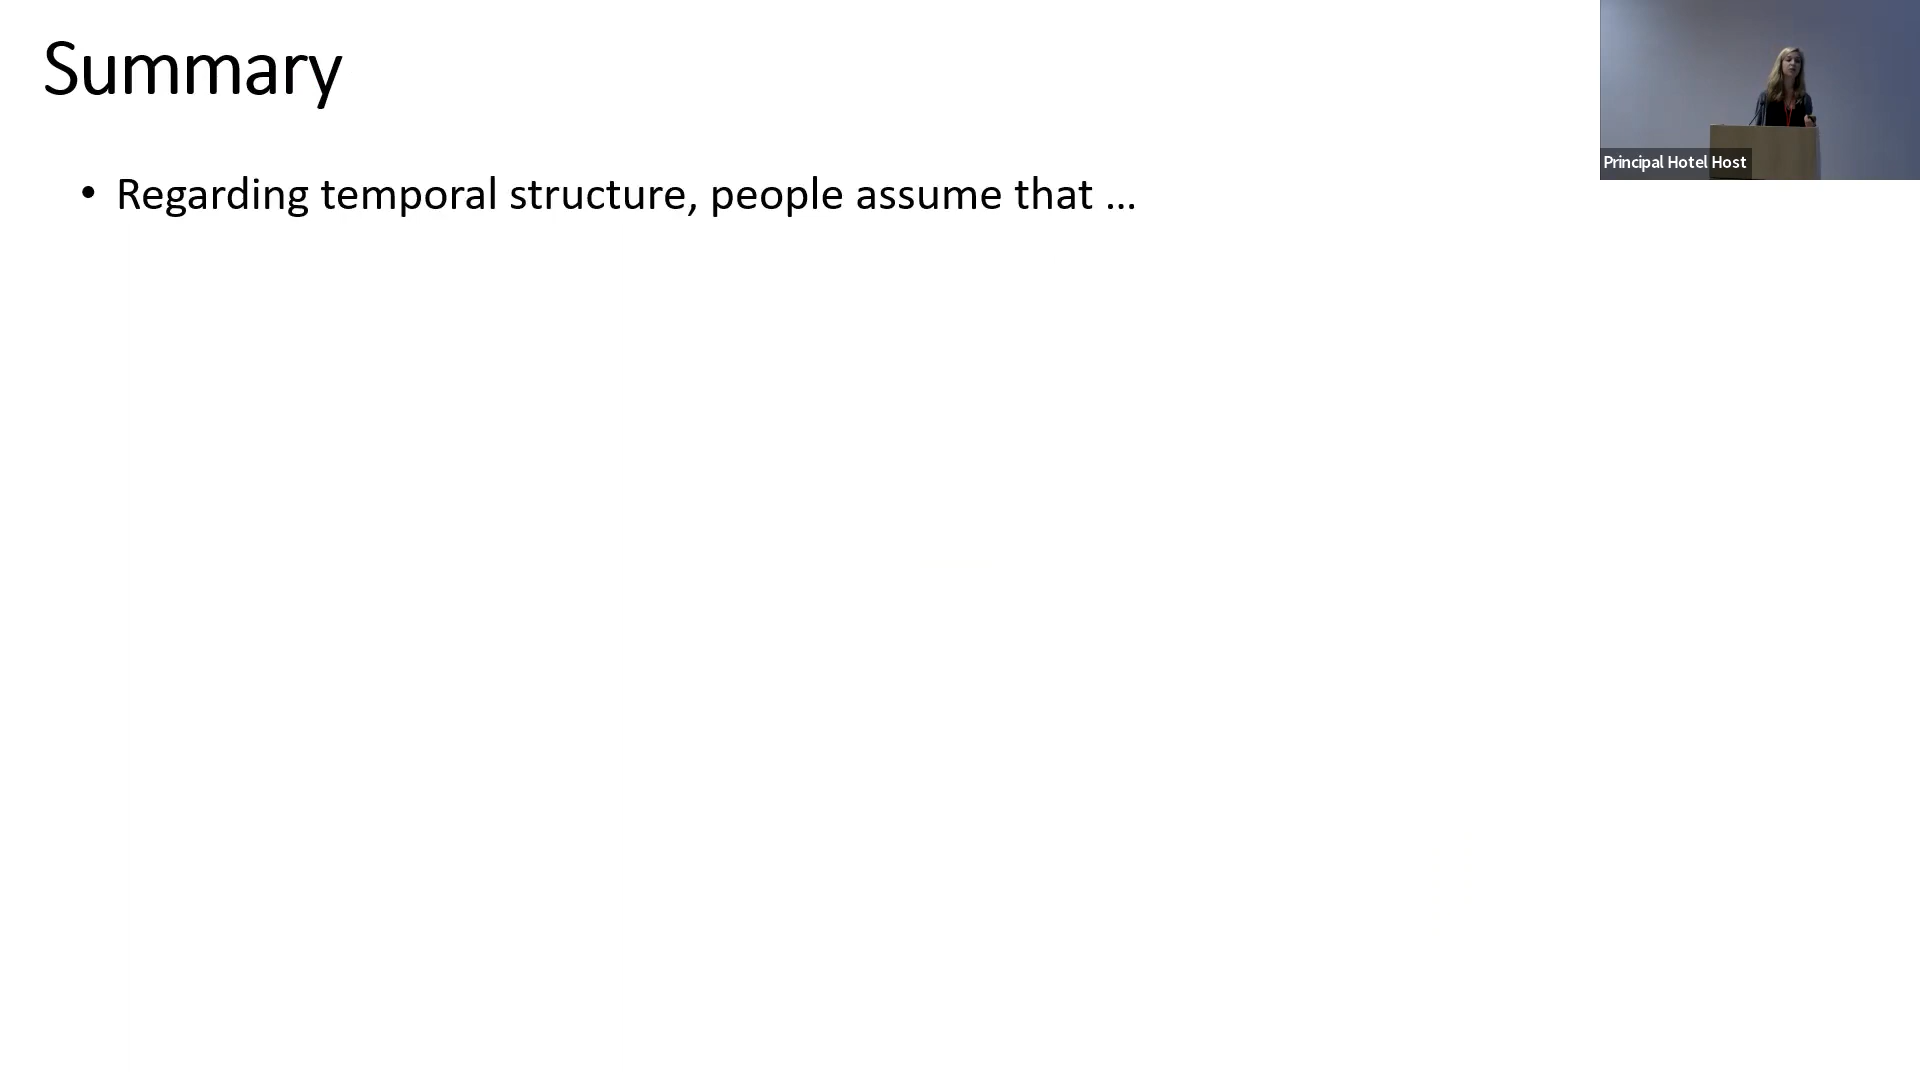 Summary
• Regarding temporal structure, people assume that ...
Principal Hotel Host